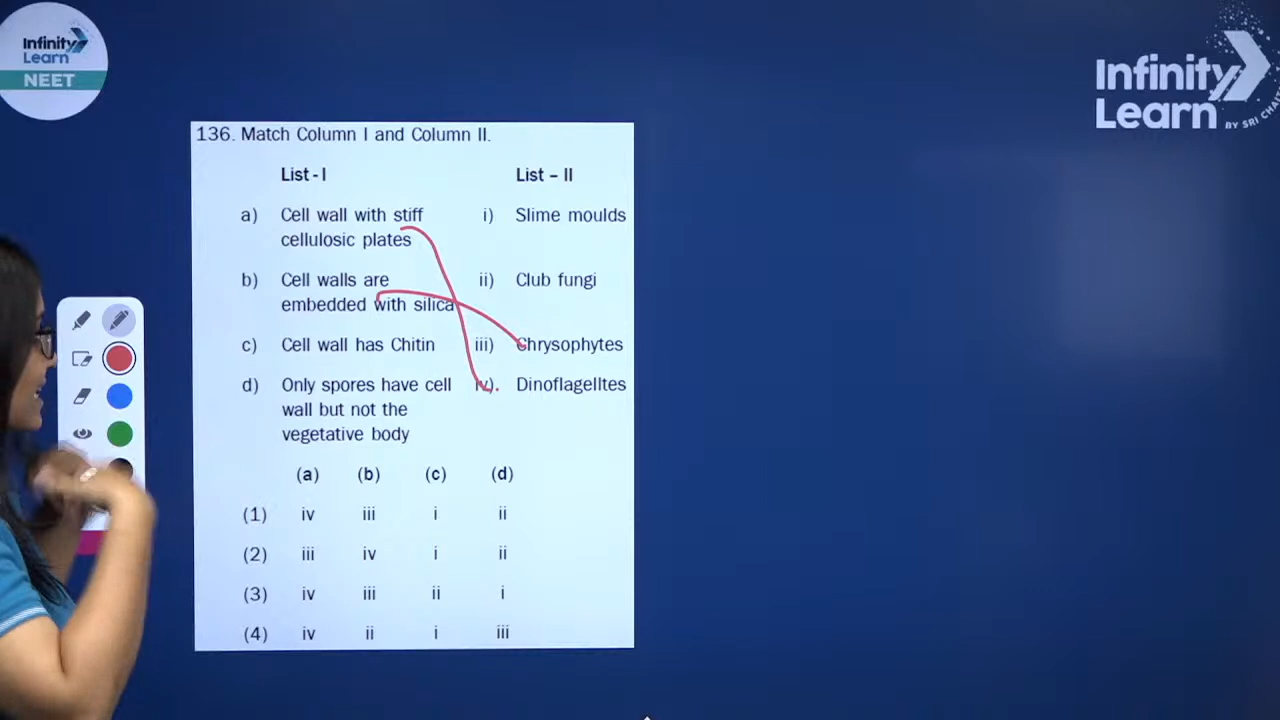 Infinity
Learn
NEET
Infinity
Learn
BY SRI
136. Match Column I and Column II.
List - I List – II
a) Cell wall with stiff i) Slime moulds
cellulosic plates
b) Cell walls are ii) Club fungi
embedded with silica
c) Cell wall has Chitin iii) Chrysophytes
d) Only spores have cell iv). Dinoflagelltes
wall but not the
vegetative body
(a) (b) (c) (d)
(1) iv iii i ii
(2) iii iv i ii
(3) iv iii ii i
(4) iv ii i iii